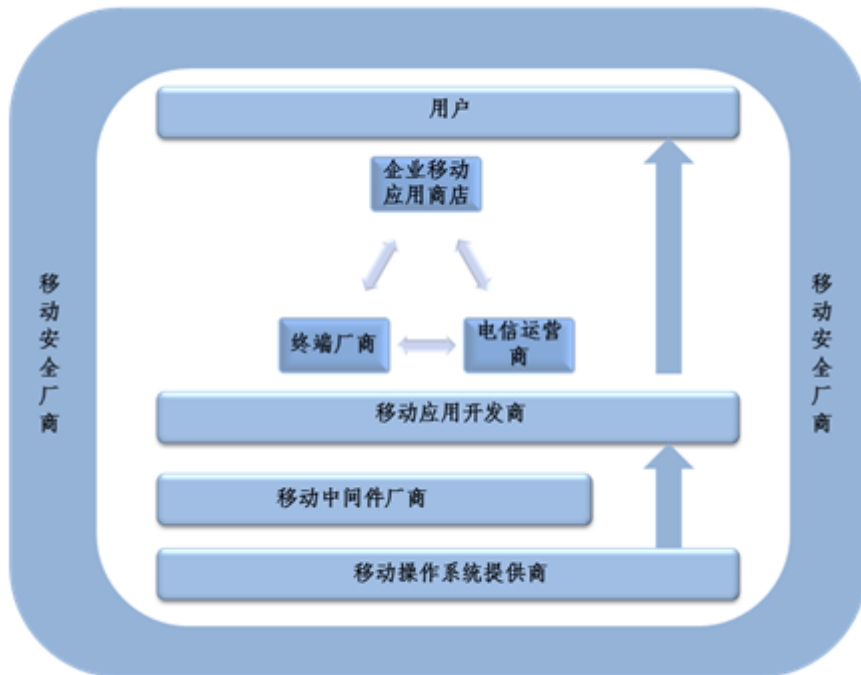 用户
企业移动
应用商店
移动安全厂商
终端厂商
电信运营
商
移动安全厂商
移动应用开发商
移动中间件厂商
移动操作系统提供商